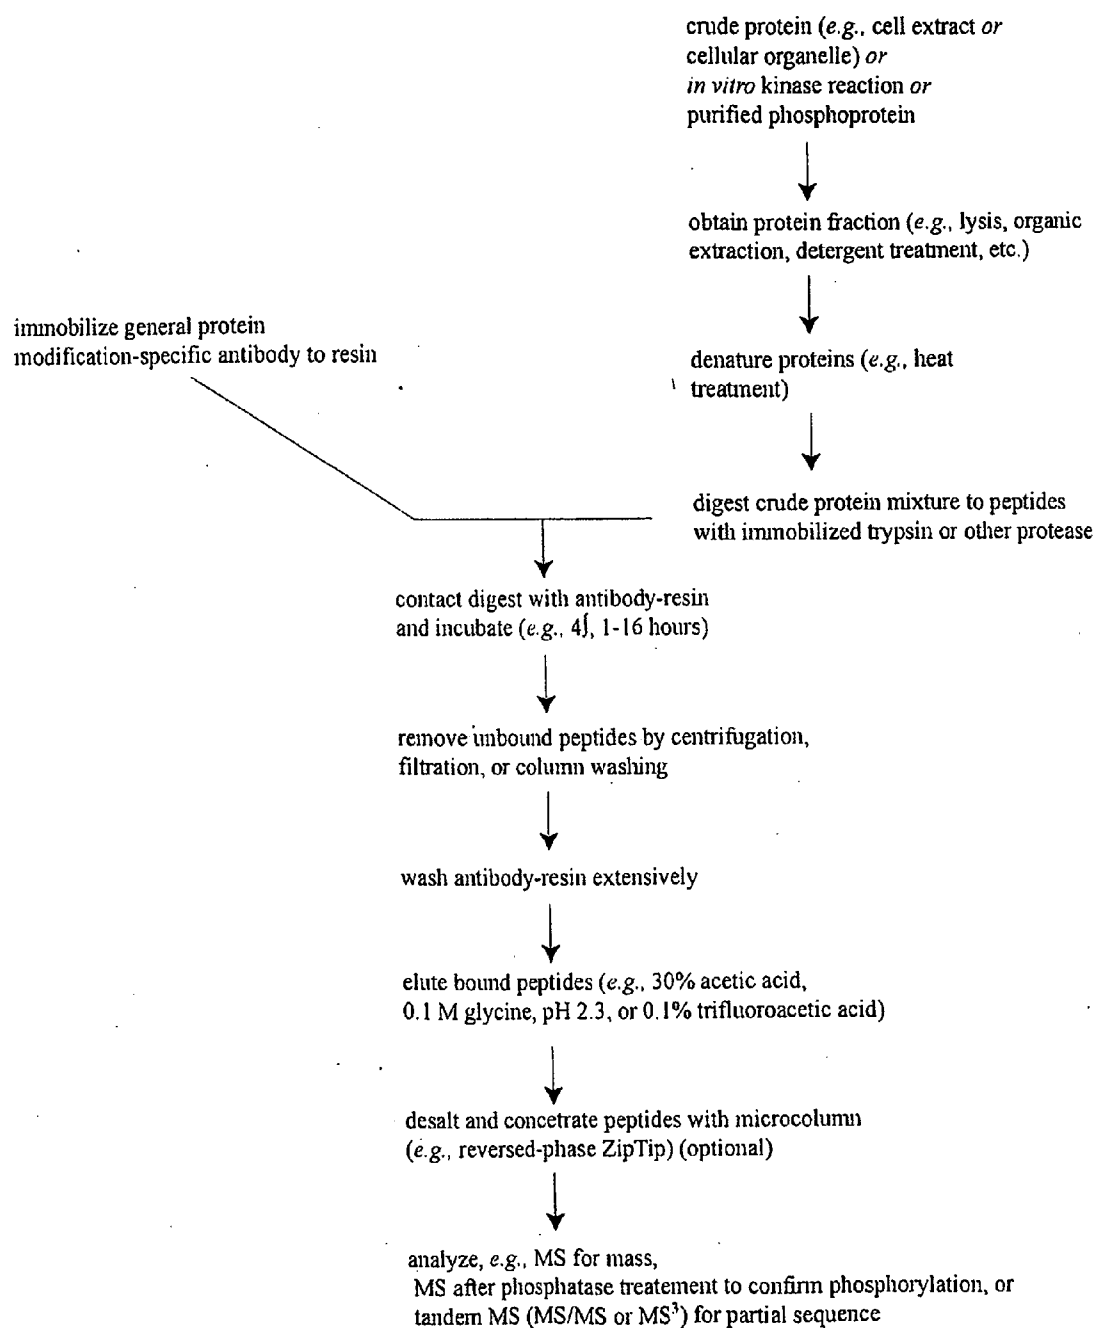 crude protein (e.g., cell extract or
cellular organelle) or
in vitro kinase reaction or
purified phosphoprotein
obtain protein fraction (e.g., lysis, organic
extraction, detergent treatment, etc.)
immobilize general protein
modification-specific antibody to resin
denature proteins (e.g., heat
treatment)
digest crude protein mixture to peptides
with immobilized trypsin or other protease
contact digest with antibody-resin
and incubate (e.g., 4∫, 1-16 hours)
remove unbound peptides by centrifugation,
filtration, or column washing
wash antibody-resin extensively
elute bound peptides (e.g., 30% acetic acid,
0.1 M glycine, pH 2.3, or 0.1% trifluoroacetic acid)
desalt and concetrate peptides with microcolumn
(e.g., reversed-phase ZipTip) (optional)
analyze, e.g., MS for mass,
MS after phosphatase treatement to confirm phosphorylation, or
tandem MS (MS/MS or MS³) for partial sequence